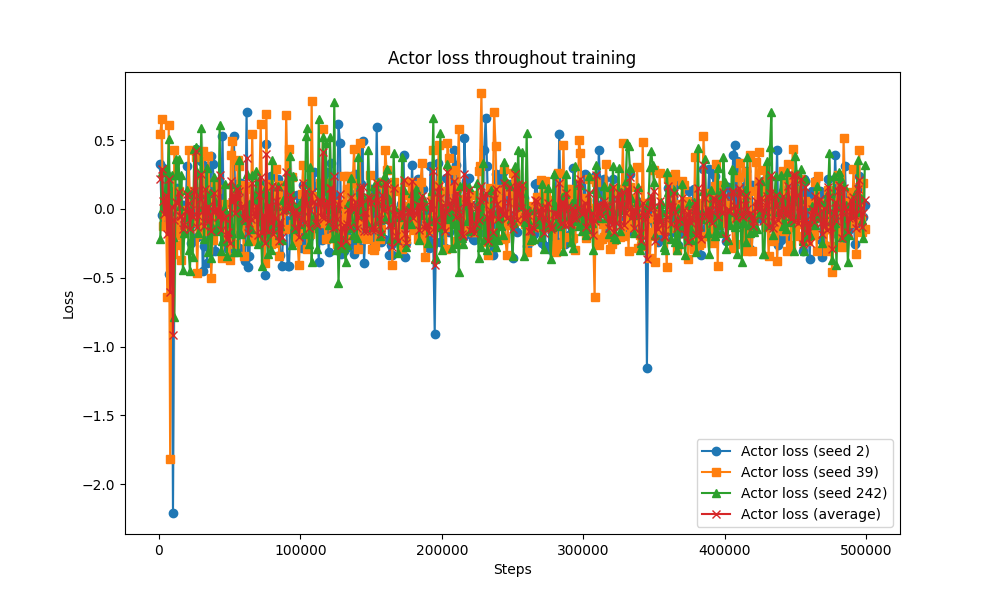 Actor loss throughout training
Loss
0.5
0.0
−0.5
−1.0
−1.5
−2.0
Actor loss (seed 2)
Actor loss (seed 39)
Actor loss (seed 242)
Actor loss (average)
0
100000
200000
300000
400000
500000
Steps